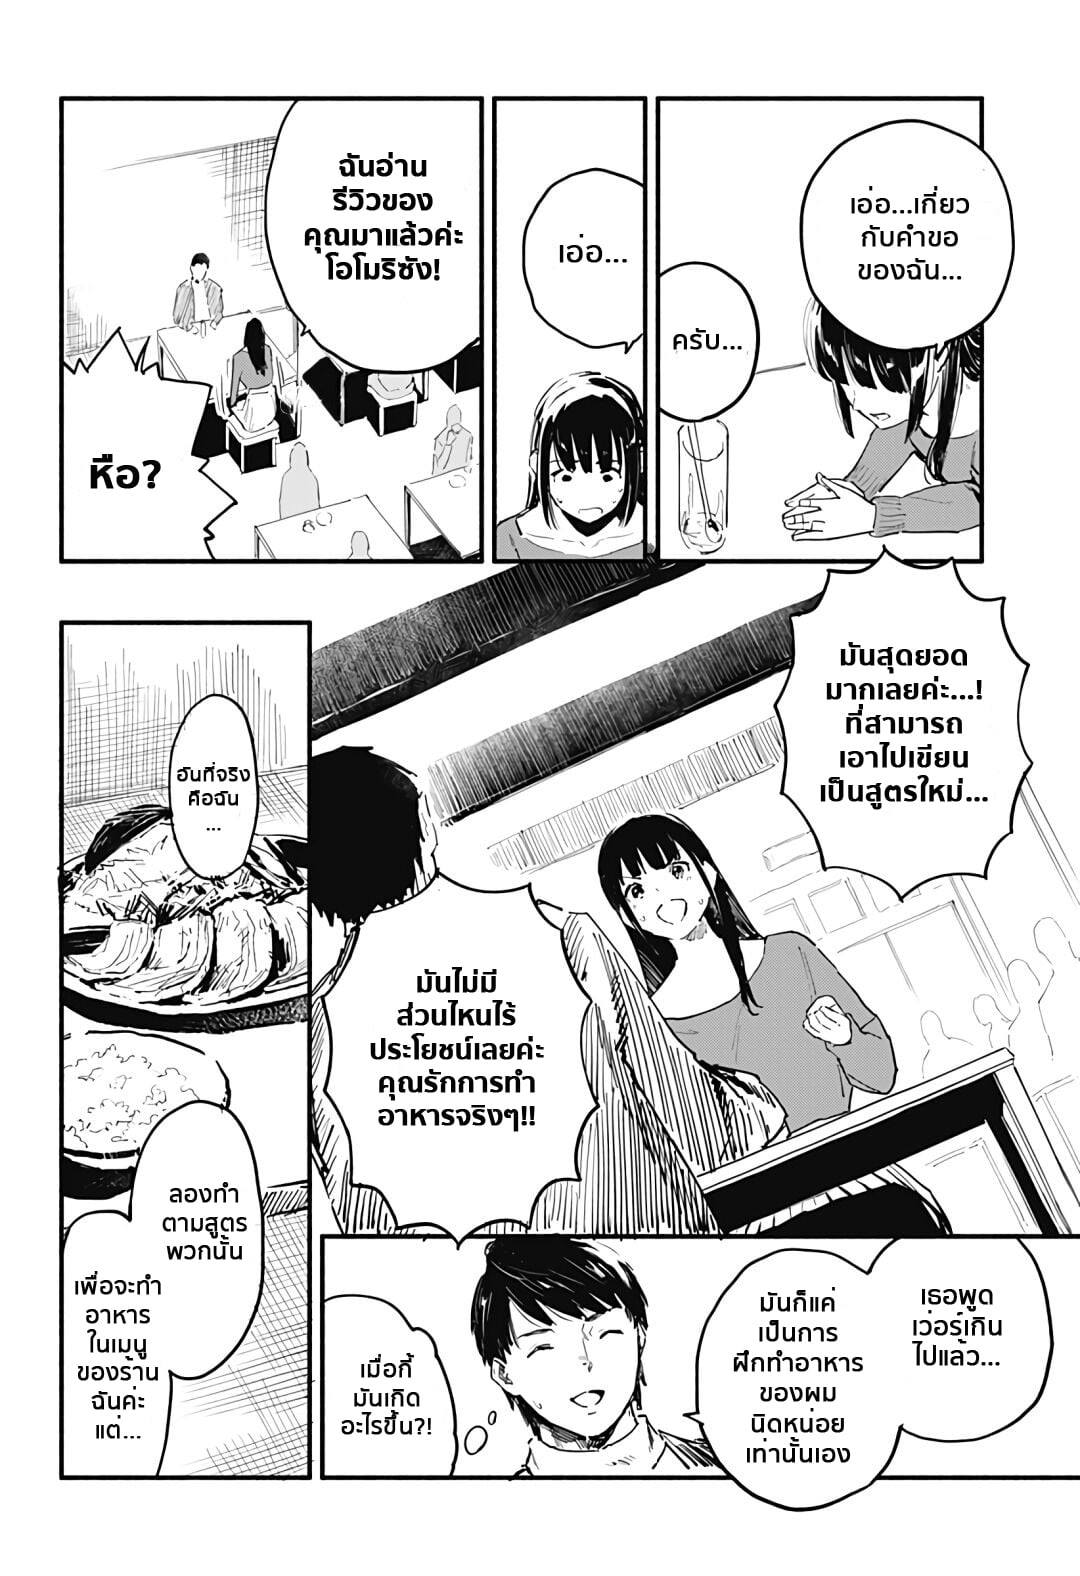 เอ่อ...เกี่ยว
กับคำขอ
ของฉัน...
ครับ...
เอ่อ...
ฉันอ่าน
รีวิวของ
คุณมาแล้วค่ะ
โอโมริซัง!
หือ?
มันสุดยอด
มากเลยค่ะ...!
ที่สามารถ
เอาไปเขียน
เป็นสูตรใหม่...
มันไม่มี
ส่วนไหนไร้
ประโยชน์เลยค่ะ
คุณรักการทำ
อาหารจริงๆ!!
เธอพูด
เว่อร์เกิน
ไปแล้ว...
มันก็แค่
เป็นการ
ฝึกทำอาหาร
ของผม
นิดหน่อย
เท่านั้นเอง
เมื่อกี้
มันเกิด
อะไรขึ้น?!
อันที่จริง
คือฉัน
...
ลองทำ
ตามสูตร
พวกนั้น
เพื่อจะทำ
อาหาร
ในเมนู
ของร้าน
ฉันค่ะ
แต่...